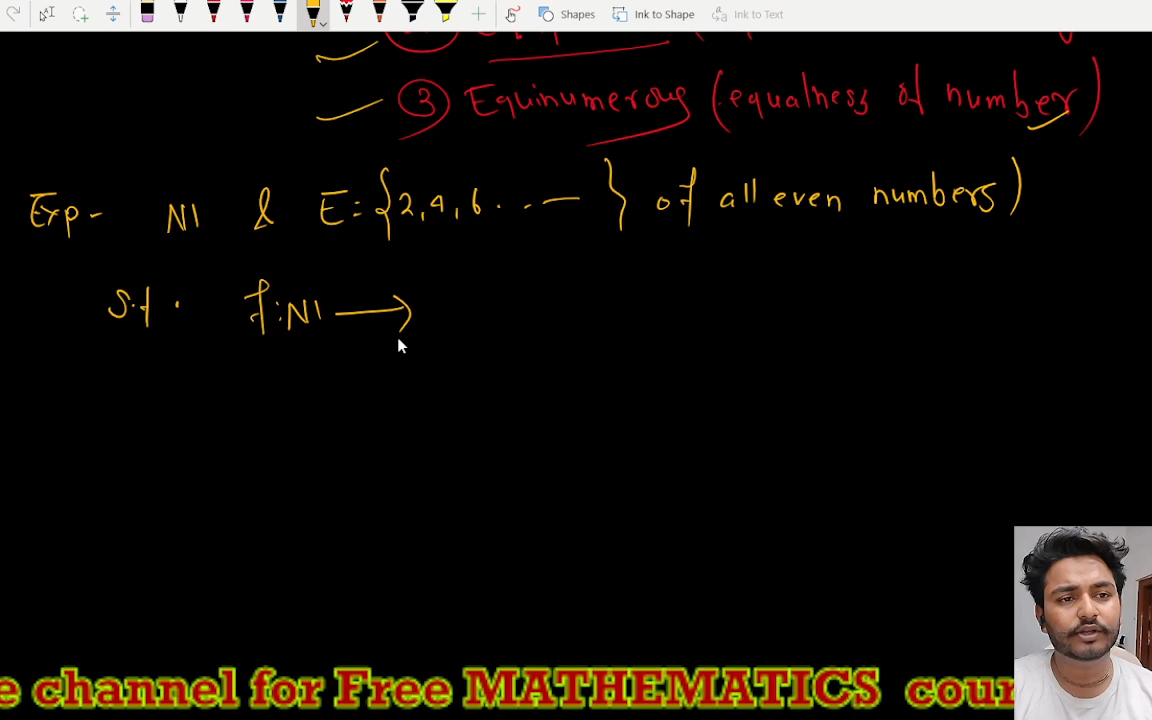 Shapes Ink to Shape Ink to Text
③ Equinumerous (equalness of number)
Exp- ℕ & E={2,4,6...— } of all even numbers)
s.t. f:ℕ →
e channel for Free MATHEMATICS cour